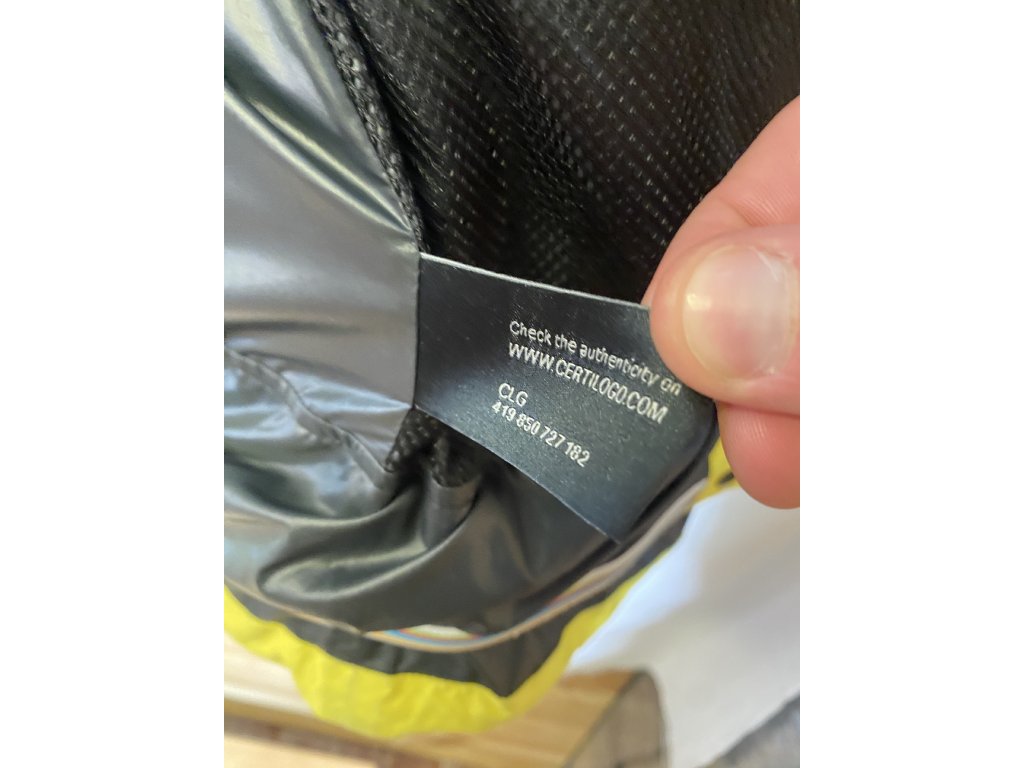 Check the authenticity on
WWW.CERTILOGO.COM
CLG
419 850 727 182